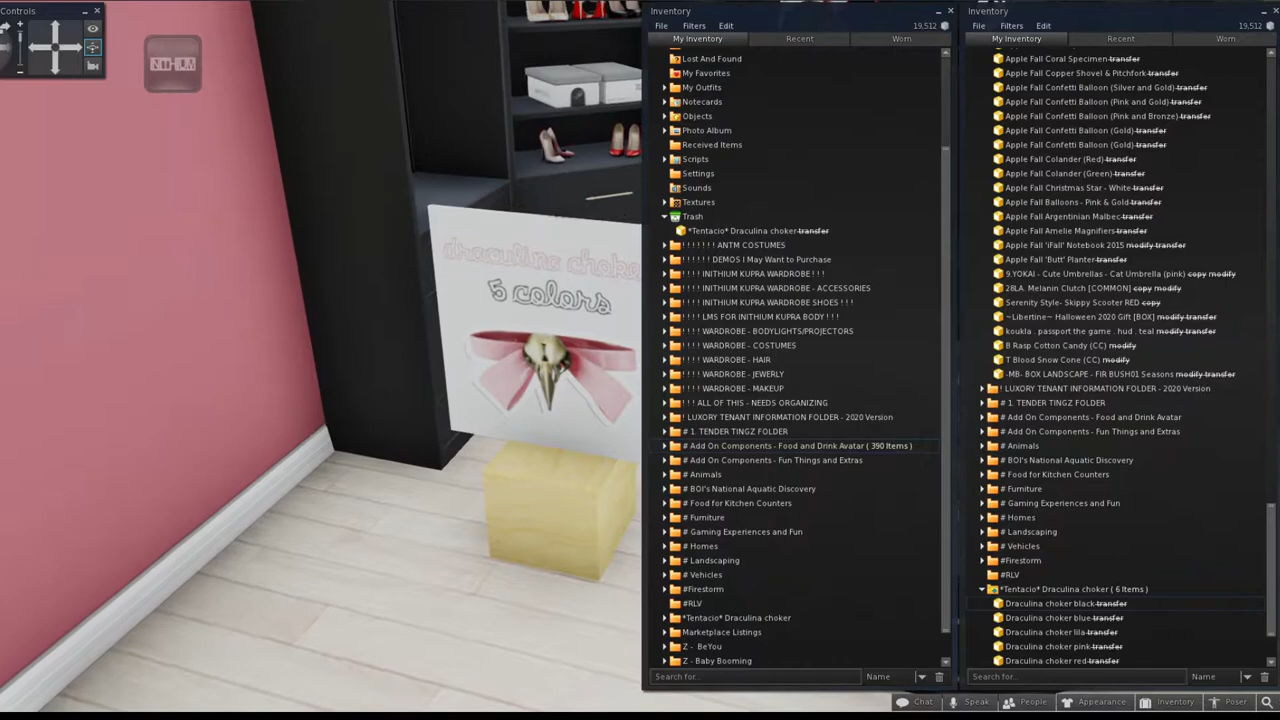 Controls
NITHIUM
draculina choke
5 colors
Inventory
19,512
File Filters Edit
My Inventory Recent Worn
Lost And Found
My Favorites
My Outfits
Notecards
Objects
Photo Album
Received Items
Scripts
Settings
Sounds
Textures
Trash
*Tentacio* Draculina choker transfer
! ! ! ! ! ! ! ANTM COSTUMES
! ! ! ! ! ! DEMOS I May Want to Purchase
! ! ! ! INITHIUM KUPRA WARDROBE ! ! !
! ! ! ! INITHIUM KUPRA WARDROBE - ACCESSORIES
! ! ! ! INITHIUM KUPRA WARDROBE SHOES ! ! !
! ! ! ! LMS FOR INITHIUM KUPRA BODY ! ! !
! ! ! ! WARDROBE - BODYLIGHTS/PROJECTORS
! ! ! ! WARDROBE - COSTUMES
! ! ! ! WARDROBE - HAIR
! ! ! ! WARDROBE - JEWERLY
! ! ! ! WARDROBE - MAKEUP
! ! ! ALL OF THIS - NEEDS ORGANIZING
! LUXORY TENANT INFORMATION FOLDER - 2020 Version
# 1. TENDER TINGZ FOLDER
# Add On Components - Food and Drink Avatar ( 390 Items )
# Add On Components - Fun Things and Extras
# Animals
# BOI's National Aquatic Discovery
# Food for Kitchen Counters
# Furniture
# Gaming Experiences and Fun
# Homes
# Landscaping
# Vehicles
#Firestorm
#RLV
*Tentacio* Draculina choker
Marketplace Listings
Z - BeYou
Z - Baby Booming
Search for... Name
Inventory
19,512
File Filters Edit
My Inventory Recent Worn
Apple Fall Coral Specimen transfer
Apple Fall Copper Shovel & Pitchfork transfer
Apple Fall Confetti Balloon (Silver and Gold) transfer
Apple Fall Confetti Balloon (Pink and Gold) transfer
Apple Fall Confetti Balloon (Pink and Bronze) transfer
Apple Fall Confetti Balloon (Gold) transfer
Apple Fall Confetti Balloon (Gold) transfer
Apple Fall Colander (Red) transfer
Apple Fall Colander (Green) transfer
Apple Fall Christmas Star - White transfer
Apple Fall Balloons - Pink & Gold transfer
Apple Fall Argentinian Malbec transfer
Apple Fall Amelie Magnifiers transfer
Apple Fall 'iFall' Notebook 2015 modify transfer
Apple Fall 'Butt' Planter transfer
9.YOKAI - Cute Umbrellas - Cat Umbrella (pink) copy modify
28LA. Melanin Clutch [COMMON] copy modify
Serenity Style- Skippy Scooter RED copy
~Libertine~ Halloween 2020 Gift [BOX] modify transfer
koukla . passport the game . hud . teal modify transfer
B Rasp Cotton Candy (CC) modify
T Blood Snow Cone (CC) modify
-MB- BOX LANDSCAPE - FIR BUSH01 Seasons modify transfer
! LUXORY TENANT INFORMATION FOLDER - 2020 Version
# 1. TENDER TINGZ FOLDER
# Add On Components - Food and Drink Avatar
# Add On Components - Fun Things and Extras
# Animals
# BOI's National Aquatic Discovery
# Food for Kitchen Counters
# Furniture
# Gaming Experiences and Fun
# Homes
# Landscaping
# Vehicles
#Firestorm
#RLV
*Tentacio* Draculina choker ( 6 Items )
Draculina choker black transfer
Draculina choker blue transfer
Draculina choker lila transfer
Draculina choker pink transfer
Draculina choker red transfer
Search for... Name
Chat Speak People Appearance Inventory Poser